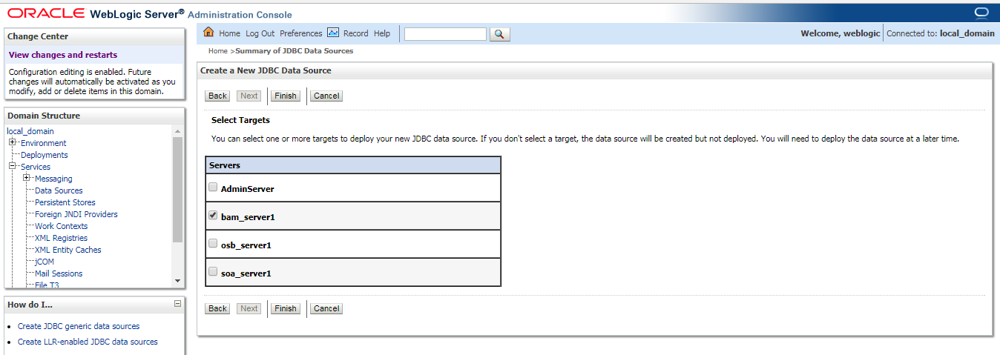 ORACLE WebLogic Server® Administration Console
Change Center
View changes and restarts
Configuration editing is enabled. Future
changes will automatically be activated as you
modify, add or delete items in this domain.
Domain Structure
local_domain
Environment
Deployments
Services
Messaging
Data Sources
Persistent Stores
Foreign JNDI Providers
Work Contexts
XML Registries
XML Entity Caches
jCOM
Mail Sessions
File T3
How do I...
Create JDBC generic data sources
Create LLR-enabled JDBC data sources
Home Log Out Preferences Record Help
Welcome, weblogic Connected to: local_domain
Home >Summary of JDBC Data Sources
Create a New JDBC Data Source
Back Next Finish Cancel
Select Targets
You can select one or more targets to deploy your new JDBC data source. If you don't select a target, the data source will be created but not deployed. You will need to deploy the data source at a later time.
Servers
AdminServer
bam_server1
osb_server1
soa_server1
Back Next Finish Cancel